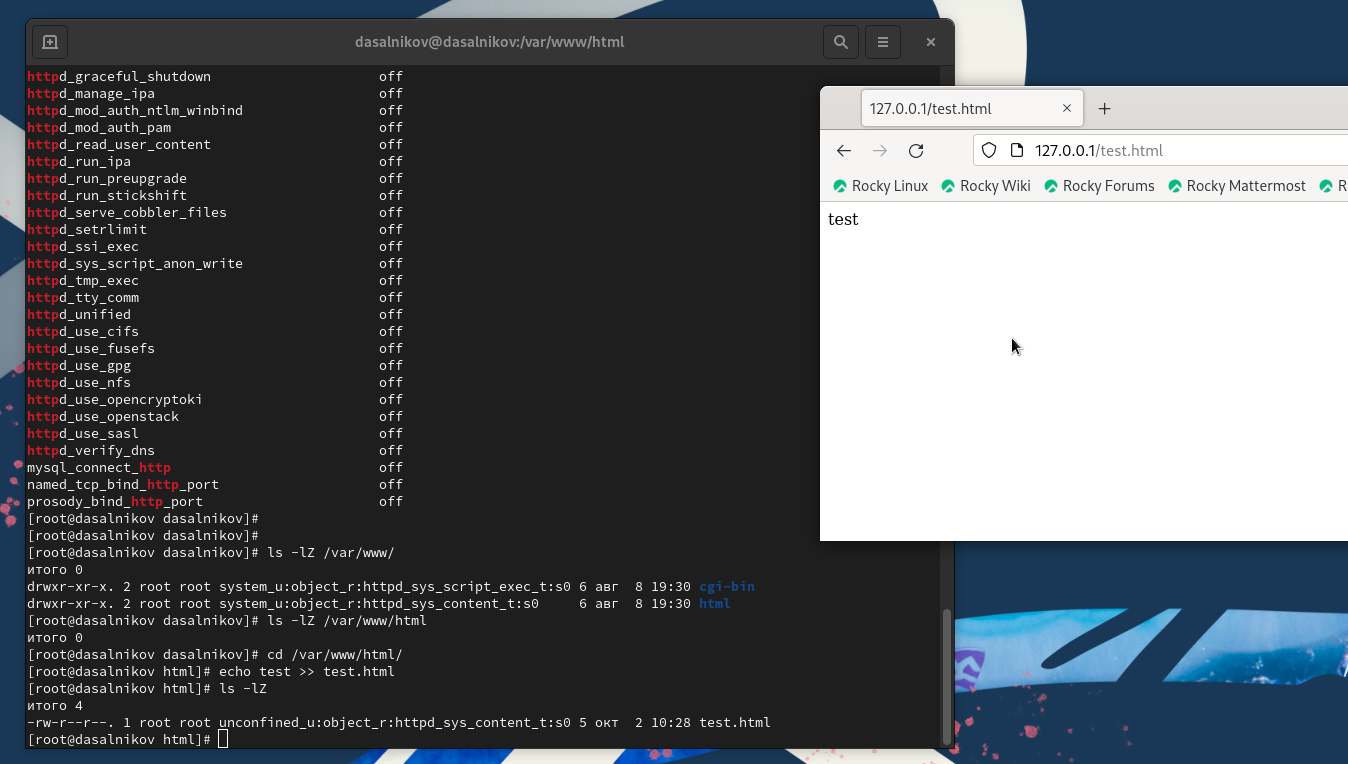 dasalnikov@dasalnikov:/var/www/html
httpd_graceful_shutdown off
httpd_manage_ipa off
httpd_mod_auth_ntlm_winbind off
httpd_mod_auth_pam off
httpd_read_user_content off
httpd_run_ipa off
httpd_run_preupgrade off
httpd_run_stickshift off
httpd_serve_cobbler_files off
httpd_setrlimit off
httpd_ssi_exec off
httpd_sys_script_anon_write off
httpd_tmp_exec off
httpd_tty_comm off
httpd_unified off
httpd_use_cifs off
httpd_use_fusefs off
httpd_use_gpg off
httpd_use_nfs off
httpd_use_opencryptoki off
httpd_use_openstack off
httpd_use_sasl off
httpd_verify_dns off
mysql_connect_http off
named_tcp_bind_http_port off
prosody_bind_http_port off
[root@dasalnikov dasalnikov]#
[root@dasalnikov dasalnikov]#
[root@dasalnikov dasalnikov]# ls -lZ /var/www/
итого 0
drwxr-xr-x. 2 root root system_u:object_r:httpd_sys_script_exec_t:s0 6 авг  8 19:30 cgi-bin
drwxr-xr-x. 2 root root system_u:object_r:httpd_sys_content_t:s0     6 авг  8 19:30 html
[root@dasalnikov dasalnikov]# ls -lZ /var/www/html
итого 0
[root@dasalnikov dasalnikov]# cd /var/www/html/
[root@dasalnikov html]# echo test >> test.html
[root@dasalnikov html]# ls -lZ
итого 4
-rw-r--r--. 1 root root unconfined_u:object_r:httpd_sys_content_t:s0 5 окт  2 10:28 test.html
[root@dasalnikov html]#
127.0.0.1/test.html
127.0.0.1/test.html
Rocky Linux Rocky Wiki Rocky Forums Rocky Mattermost R
test